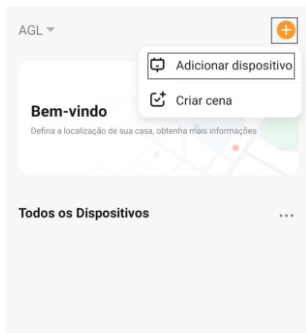 AGL
Adicionar dispositivo
Criar cena
Bem-vindo
Defina a localização de sua casa, obtenha mais informações
Todos os Dispositivos